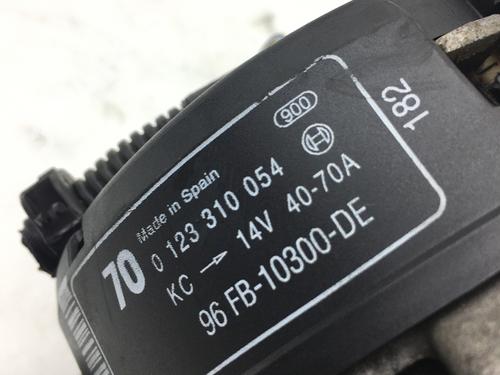 900
Made in Spain
70 0 123 310 054
KC → 14V 40-70A
96 FB-10300-DE
182